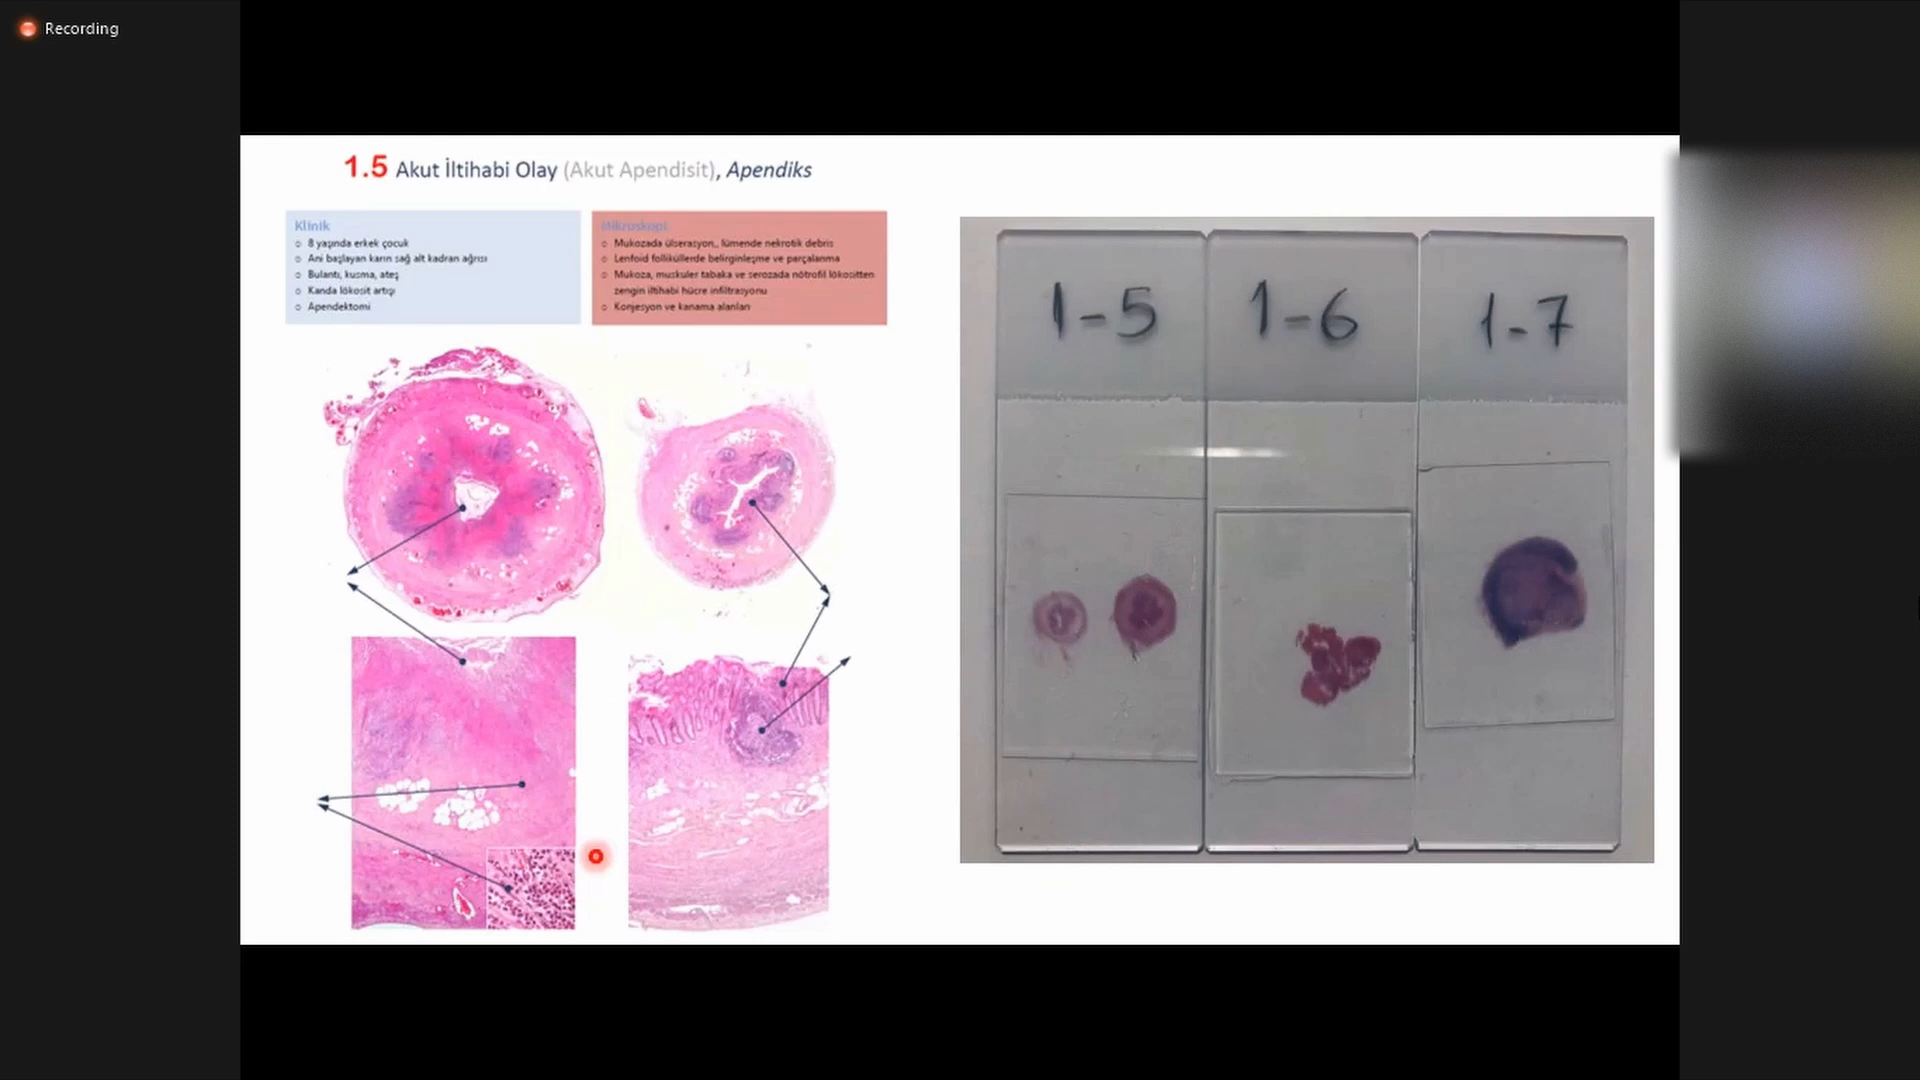 Recording
1.5 Akut İltihabi Olay (Akut Apendisit), Apendiks
Klinik
8 yaşında erkek çocuk
Ani başlayan karın sağ alt kadran ağrısı
Bulantı, kusma, ateş
Kanda lökosit artışı
Apendektomi
Mikroskopi
Mukozada ülserasyon,, lümende nekrotik debris
Lenfoid folliküllerde belirginleşme ve parçalanma
Mukoza, muskuler tabaka ve serozada nötrofil lökositten
zengin iltihabi hücre infiltrasyonu
Konjesyon ve kanama alanları
1-5
1-6
1-7